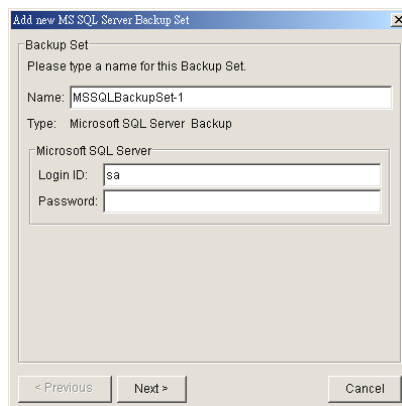 Add new MS SQL Server Backup Set
Backup Set
Please type a name for this Backup Set.
Name: MSSQLBackupSet-1
Type: Microsoft SQL Server Backup
Microsoft SQL Server
Login ID: sa
Password:
< Previous Next > Cancel